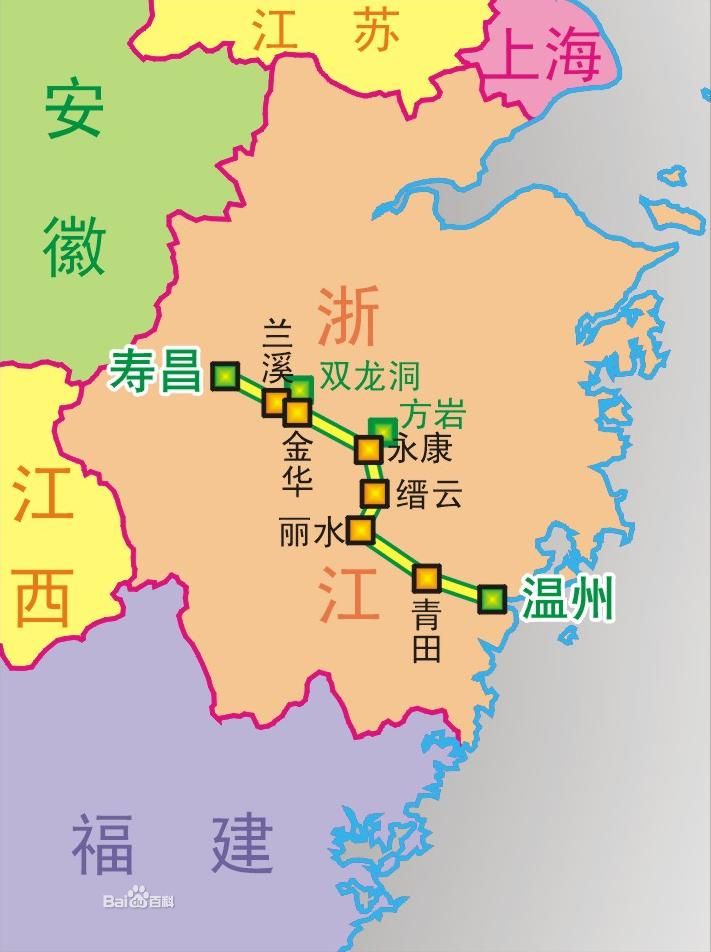 江苏
上海
安徽
浙
兰溪
寿昌
双龙洞
方岩
金华
永康
缙云
江西
丽水
江
青田
温州
福建
Baidu百科